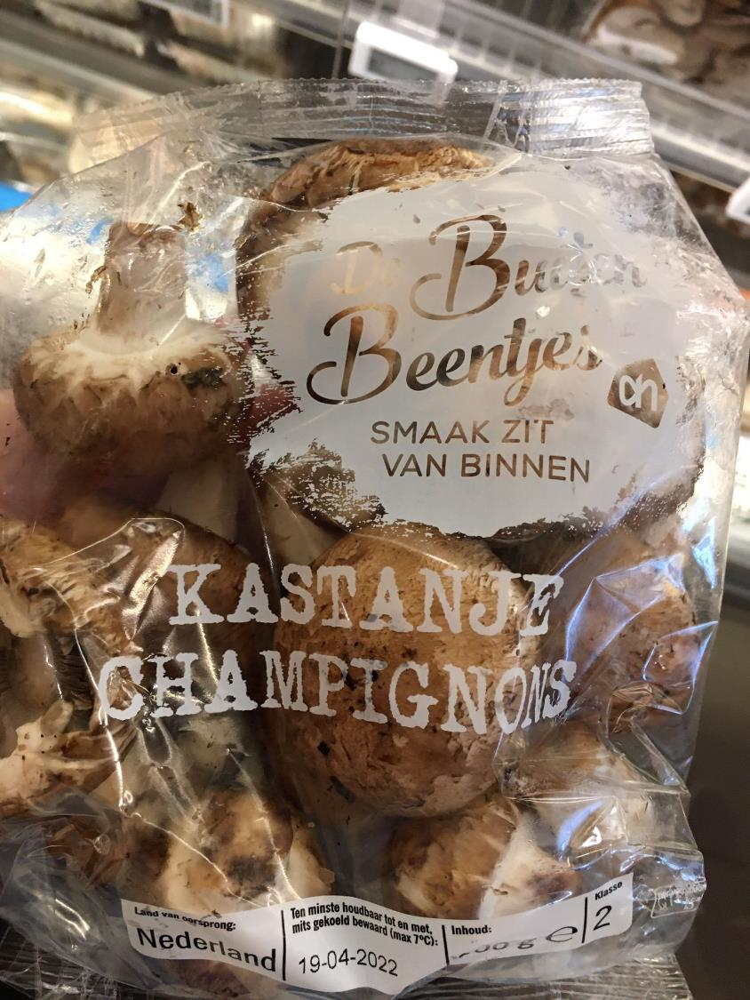 De Buiten
Beentjes
ah
SMAAK ZIT
VAN BINNEN
KASTANJE
CHAMPIGNONS
Land van oorsprong:
Nederland
Ten minste houdbaar tot en met,
mits gekoeld bewaard (max 7°C):
19-04-2022
Inhoud:
g e
Klasse
2